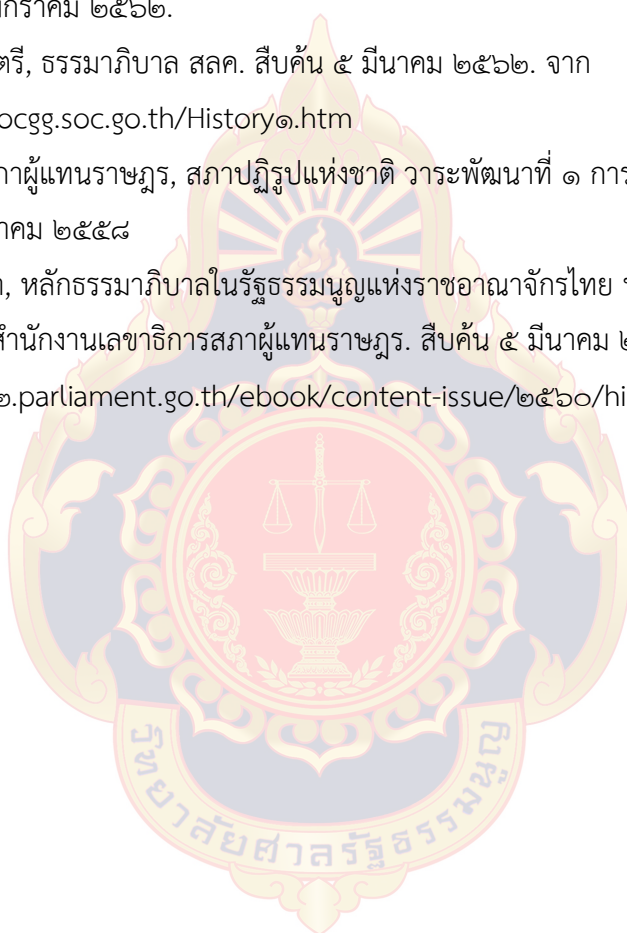 กราคม ๒๕๖๒.
ตรี, ธรรมาภิบาล สลค. สืบค้น ๕ มีนาคม ๒๕๖๒. จาก
ocgg.soc.go.th/History๑.htm
าผู้แทนราษฎร, สภาปฏิรูปแห่งชาติ วาระพัฒนาที่ ๑ การ
าคม ๒๕๕๘
, หลักธรรมาภิบาลในรัฐธรรมนูญแห่งราชอาณาจักรไทย
สำนักงานเลขาธิการสภาผู้แทนราษฎร. สืบค้น ๕ มีนาคม
๒.parliament.go.th/ebook/content-issue/๒๕๖๐/hi
วิทยาลัยศาลรัฐธรรมนูญ